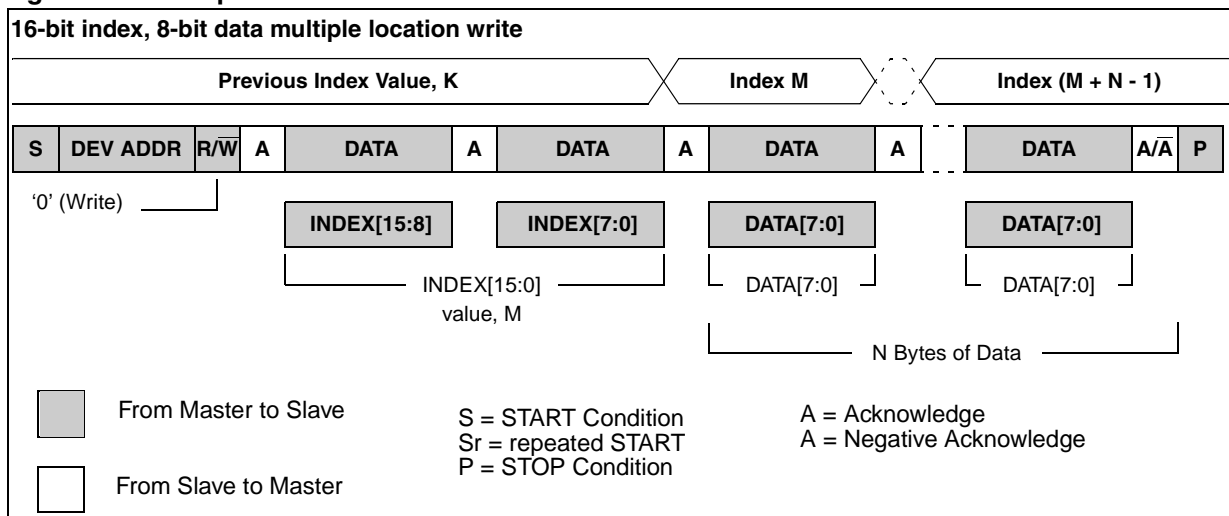 16-bit index, 8-bit data multiple location write
Previous Index Value, K Index M Index (M + N - 1)
S DEV ADDR R/W̅ A DATA A DATA A DATA A DATA A/A̅ P
‘0’ (Write)
INDEX[15:8] INDEX[7:0] DATA[7:0] DATA[7:0]
INDEX[15:0] DATA[7:0] DATA[7:0]
value, M
N Bytes of Data
From Master to Slave
From Slave to Master
S = START Condition
Sr = repeated START
P = STOP Condition
A = Acknowledge
A = Negative Acknowledge